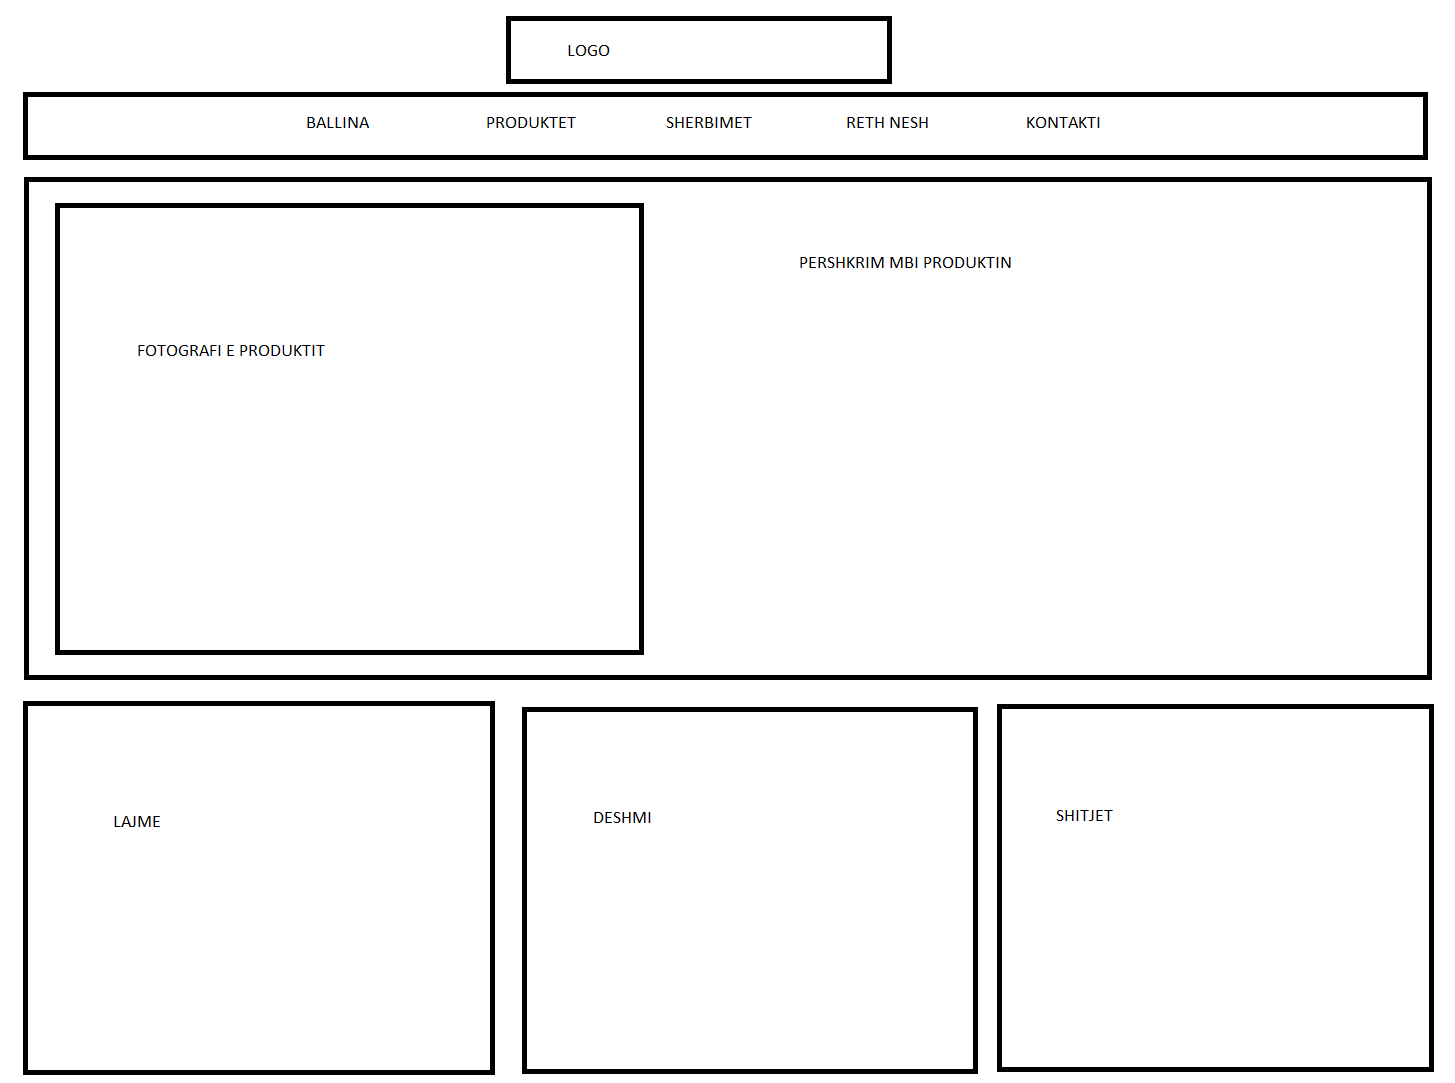 LOGO
BALLINA PRODUKTET SHERBIMET RETH NESH KONTAKTI
PERSHKRIM MBI PRODUKTIN
FOTOGRAFI E PRODUKTIT
LAJME
DESHMI
SHITJET